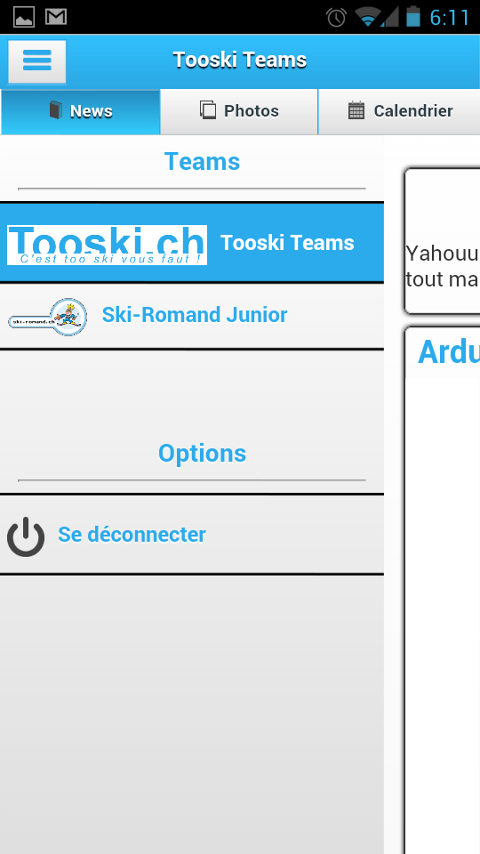 6:11
Tooski Teams
News
Photos
Calendrier
Teams
Tooski.ch
C'est too ski vous faut !
Tooski Teams
ski-romand.ch
Ski-Romand Junior
Options
Se déconnecter
Yahouu
tout ma
Ardu